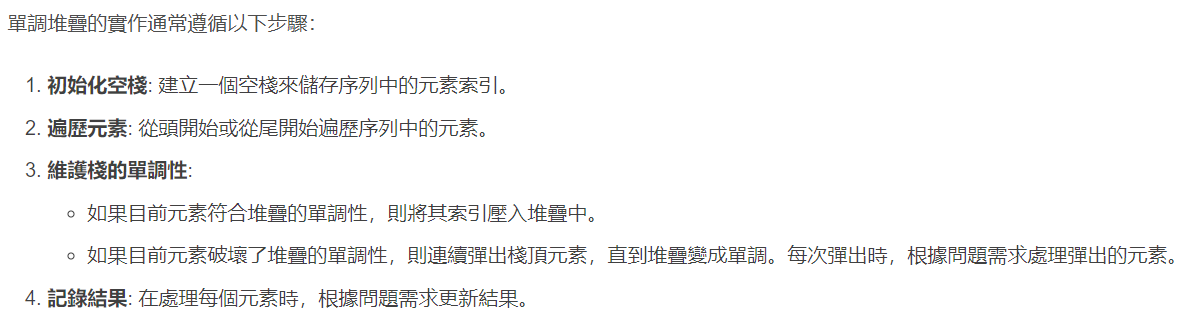 單調堆疊的實作通常遵循以下步驟：
1. 初始化空棧: 建立一個空棧來儲存序列中的元素索引。
2. 遍歷元素: 從頭開始或從尾開始遍歷序列中的元素。
3. 維護棧的單調性:
○ 如果目前元素符合堆疊的單調性，則將其索引壓入堆疊中。
○ 如果目前元素破壞了堆疊的單調性，則連續彈出棧頂元素，直到堆疊變成單調。每次彈出時，根據問題需求處理彈出的元素。
4. 記錄結果: 在處理每個元素時，根據問題需求更新結果。